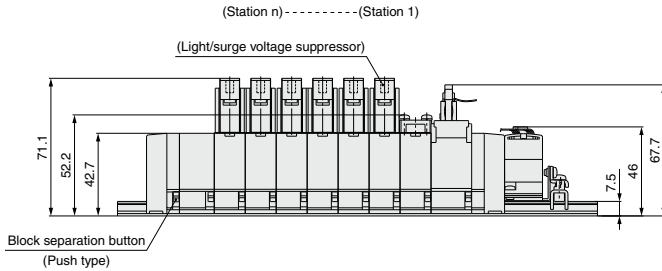 (Station n)---------(Station 1)
(Light/surge voltage suppressor)
71.1
52.2
42.7
7.5
46
67.7
Block separation button
(Push type)